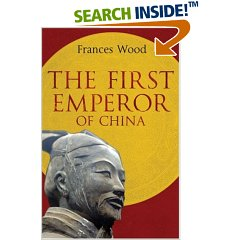 SEARCH INSIDE!™
Frances Wood
THE FIRST
EMPEROR
OF CHINA